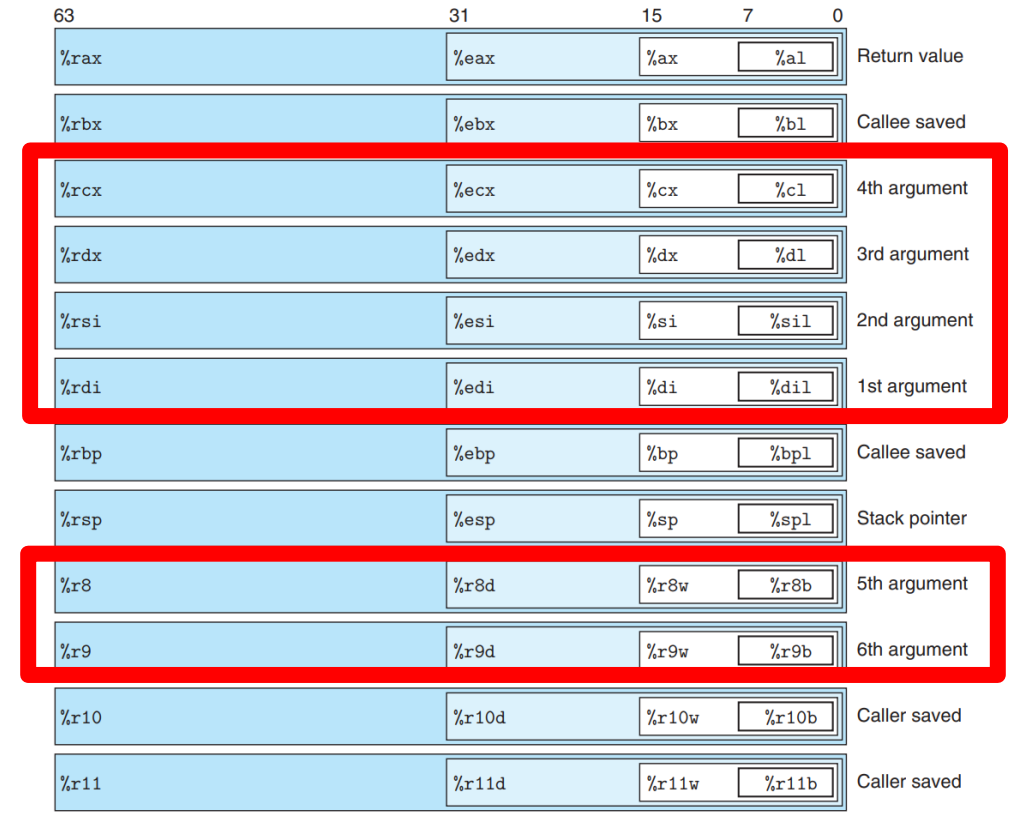 63 31 15 7 0
%rax %eax %ax %al Return value
%rbx %ebx %bx %bl Callee saved
%rcx %ecx %cx %cl 4th argument
%rdx %edx %dx %dl 3rd argument
%rsi %esi %si %sil 2nd argument
%rdi %edi %di %dil 1st argument
%rbp %ebp %bp %bpl Callee saved
%rsp %esp %sp %spl Stack pointer
%r8 %r8d %r8w %r8b 5th argument
%r9 %r9d %r9w %r9b 6th argument
%r10 %r10d %r10w %r10b Caller saved
%r11 %r11d %r11w %r11b Caller saved